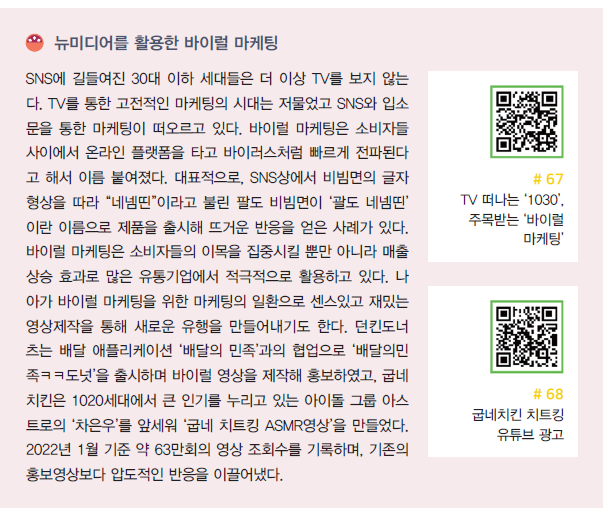 뉴미디어를 활용한 바이럴 마케팅
SNS에 길들여진 30대 이하 세대들은 더 이상 TV를 보지 않는
다. TV를 통한 고전적인 마케팅의 시대는 저물었고 SNS와 입소
문을 통한 마케팅이 떠오르고 있다. 바이럴 마케팅은 소비자들
사이에서 온라인 플랫폼을 타고 바이러스처럼 빠르게 전파된다
고 해서 이름 붙여졌다. 대표적으로, SNS상에서 비빔면의 글자
형상을 따라 “네넴띤”이라고 불린 팔도 비빔면이 ‘괄도 네넴띤’
이란 이름으로 제품을 출시해 뜨거운 반응을 얻은 사례가 있다.
바이럴 마케팅은 소비자들의 이목을 집중시킬 뿐만 아니라 매출
상승 효과로 많은 유통기업에서 적극적으로 활용하고 있다. 나
아가 바이럴 마케팅을 위한 마케팅의 일환으로 센스있고 재밌는
영상제작을 통해 새로운 유행을 만들어내기도 한다. 던킨도너
츠는 배달 애플리케이션 ‘배달의 민족’과의 협업으로 ‘배달의민
족ㅋㅋ도넛’을 출시하며 바이럴 영상을 제작해 홍보하였고, 굽네
치킨은 1020세대에서 큰 인기를 누리고 있는 아이돌 그룹 아스
트로의 ‘차은우’를 앞세워 ‘굽네 치트킹 ASMR영상’을 만들었다.
2022년 1월 기준 약 63만회의 영상 조회수를 기록하며, 기존의
홍보영상보다 압도적인 반응을 이끌어냈다.
# 67
TV 떠나는 ‘1030’,
주목받는 ‘바이럴
마케팅’
# 68
굽네치킨 치트킹
유튜브 광고